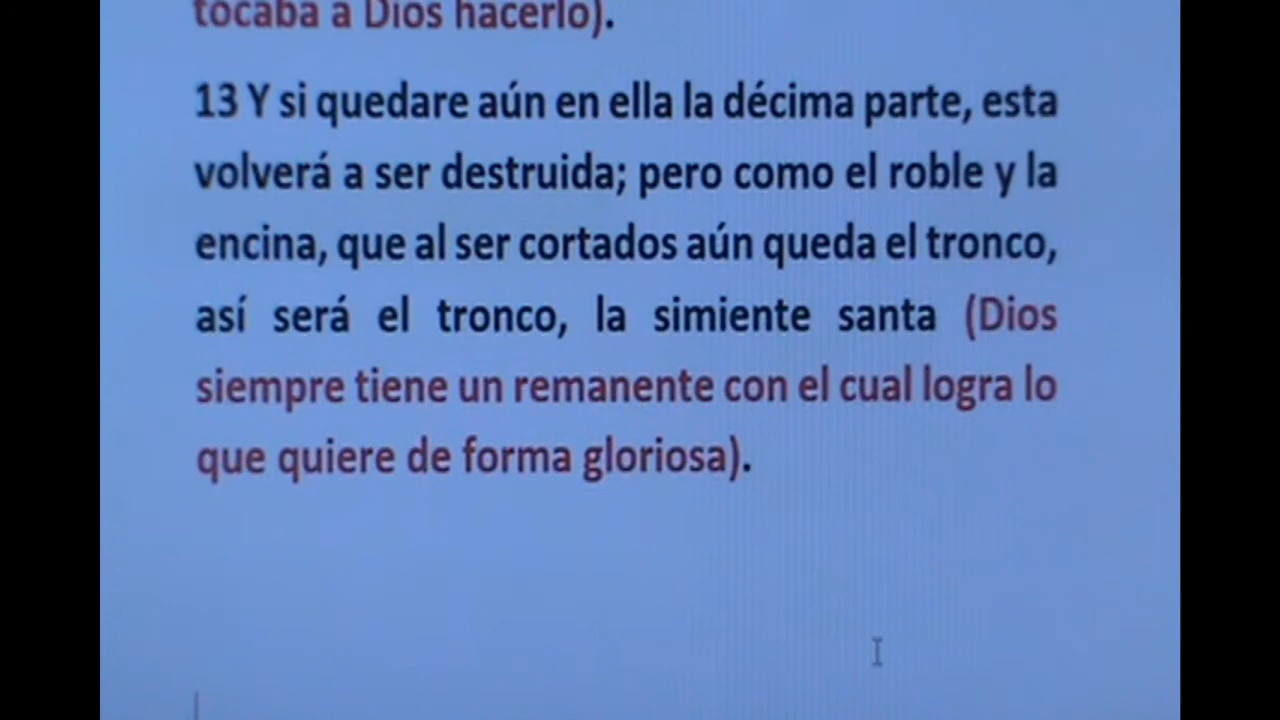 tocaba a Dios hacerlo).
13 Y si quedare aún en ella la décima parte, esta
volverá a ser destruida; pero como el roble y la
encina, que al ser cortados aún queda el tronco,
así será el tronco, la simiente santa (Dios
siempre tiene un remanente con el cual logra lo
que quiere de forma gloriosa).